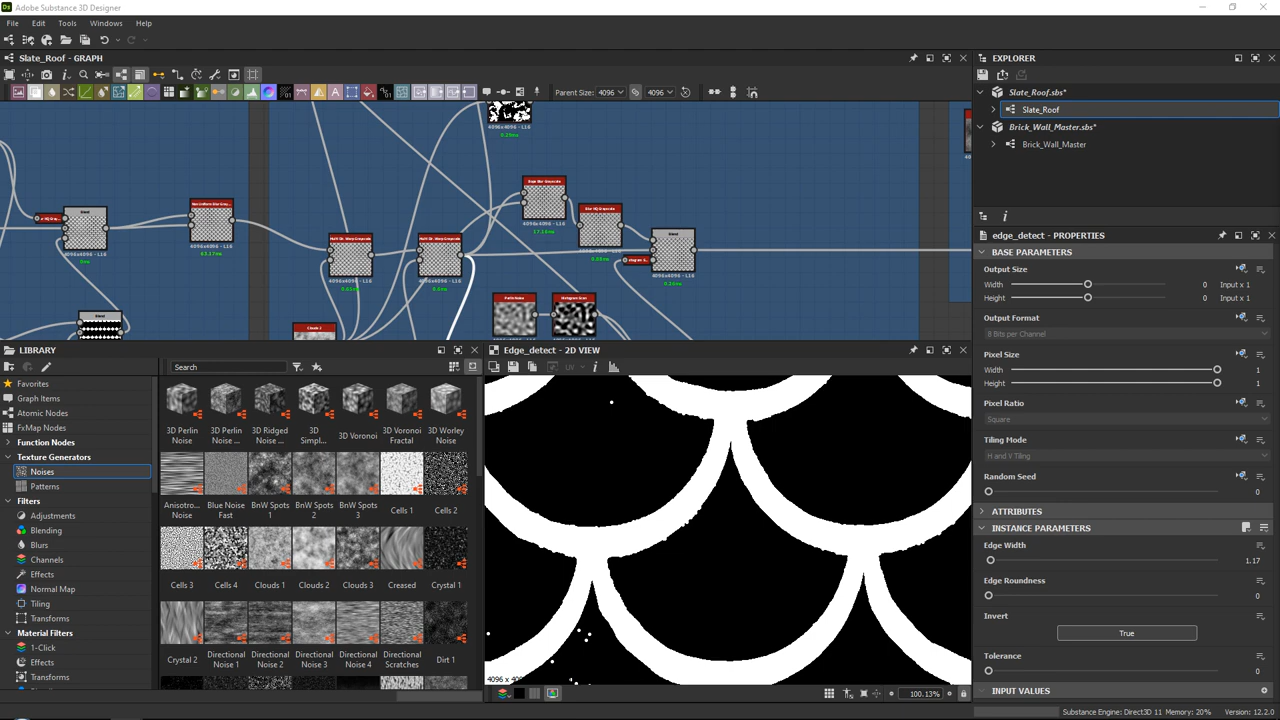 Adobe Substance 3D Designer
File Edit Tools Windows Help
Slate_Roof - GRAPH
Parent Size: 4096 4096
EXPLORER
Slate_Roof.sbs*
Slate_Roof
Brick_Wall_Master.sbs*
Brick_Wall_Master
edge_detect - PROPERTIES
BASE PARAMETERS
Output Size
Width 0 Input x 1
Height Input x 1
Output Format
8 Bits per Channel
Pixel Size
Width 1
Height 1
Pixel Ratio
Square
Tiling Mode
H and V Tiling
Random Seed
0
ATTRIBUTES
INSTANCE PARAMETERS
Edge Width
1.17
Edge Roundness
0
Invert
True
Tolerance
0
INPUT VALUES
LIBRARY
Search
Favorites
Graph Items
Atomic Nodes
FxMap Nodes
Function Nodes
Texture Generators
Noises
Patterns
Filters
Adjustments
Blending
Blurs
Channels
Effects
Normal Map
Tiling
Transforms
Material Filters
1-Click
Effects
Transforms
3D Perlin Noise
3D Perlin Noise ...
3D Ridged Noise ...
3D Simpl...
3D Voronoi
3D Voronoi Fractal
3D Worley Noise
Anisotro... Noise
Blue Noise Fast
BnW Spots 1
BnW Spots 2
BnW Spots 3
Cells 1
Cells 2
Cells 3
Cells 4
Clouds 1
Clouds 2
Clouds 3
Creased
Crystal 1
Crystal 2
Directional Noise 1
Directional Noise 2
Directional Noise 3
Directional Noise 4
Directional Scratches
Dirt 1
Edge_detect - 2D VIEW
UV
100.13%
Substance Engine: Direct3D 11 Memory: 20% Version: 12.2.0